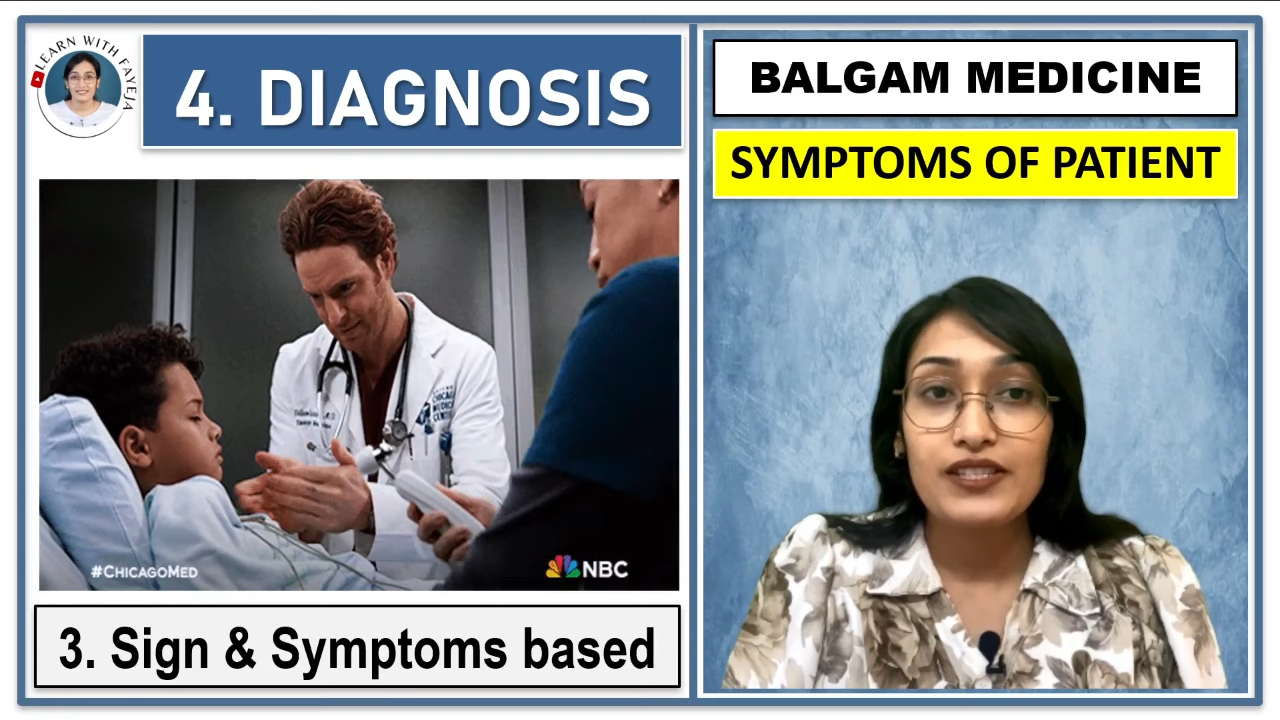 LEARN WITH FAYEJA
4. DIAGNOSIS
#CHICAGOMED
NBC
3. Sign & Symptoms based
BALGAM MEDICINE
SYMPTOMS OF PATIENT